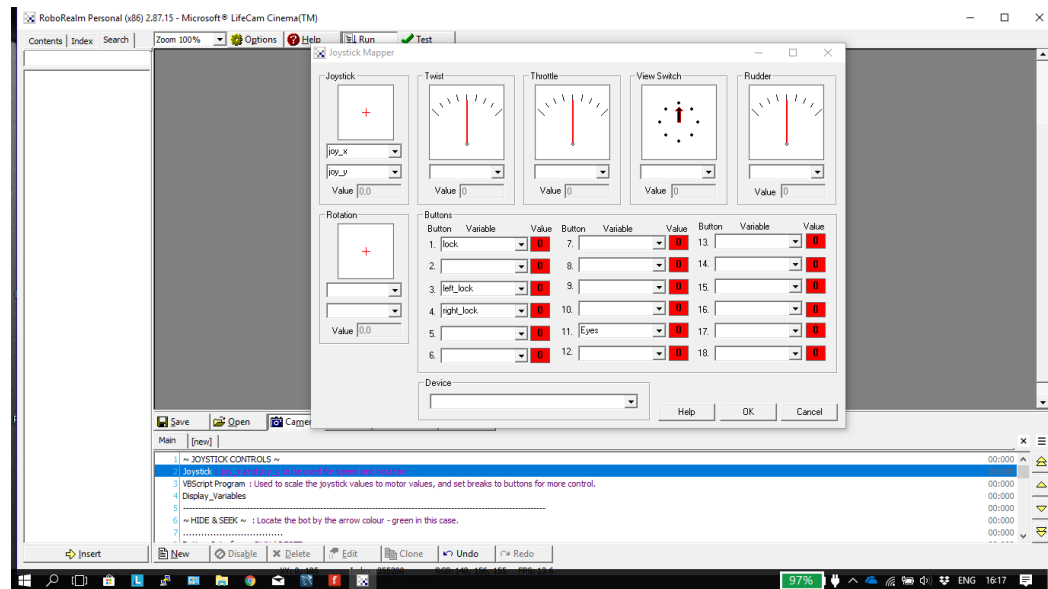 RoboRealm Personal (x86) 2.87.15 - Microsoft® LifeCam Cinema(TM)
Contents Index Search
Zoom 100% Options Help Run Test
Joystick Mapper
Joystick Twist Throttle View Switch Rudder
joy_x
joy_y
Value 0,0 Value 0 Value 0 Value 0 Value 0
Rotation
Value 0,0
Buttons
Button Variable Value Button Variable Value Button Variable Value
1. lock 0 7. 0 13. 0
2. 0 8. 0 14. 0
3. left_lock 0 9. 0 15. 0
4. right_lock 0 10. 0 16. 0
5. 0 11. Eyes 0 17. 0
6. 0 12. 0 18. 0
Device
Help OK Cancel
Save Open Camer
Main [new]
1 ~ JOYSTICK CONTROLS ~ 00:000
2 Joystick
3 VBScript Program : Used to scale the joystick values to motor values, and set breaks to buttons for more control. 00:000
4 Display_Variables 00:000
5 00:000
6 ~ HIDE & SEEK ~ : Locate the bot by the arrow colour - green in this case. 00:000
7 00:000
Insert New Disable Delete Edit Clone Undo Redo
97% ENG 16:17